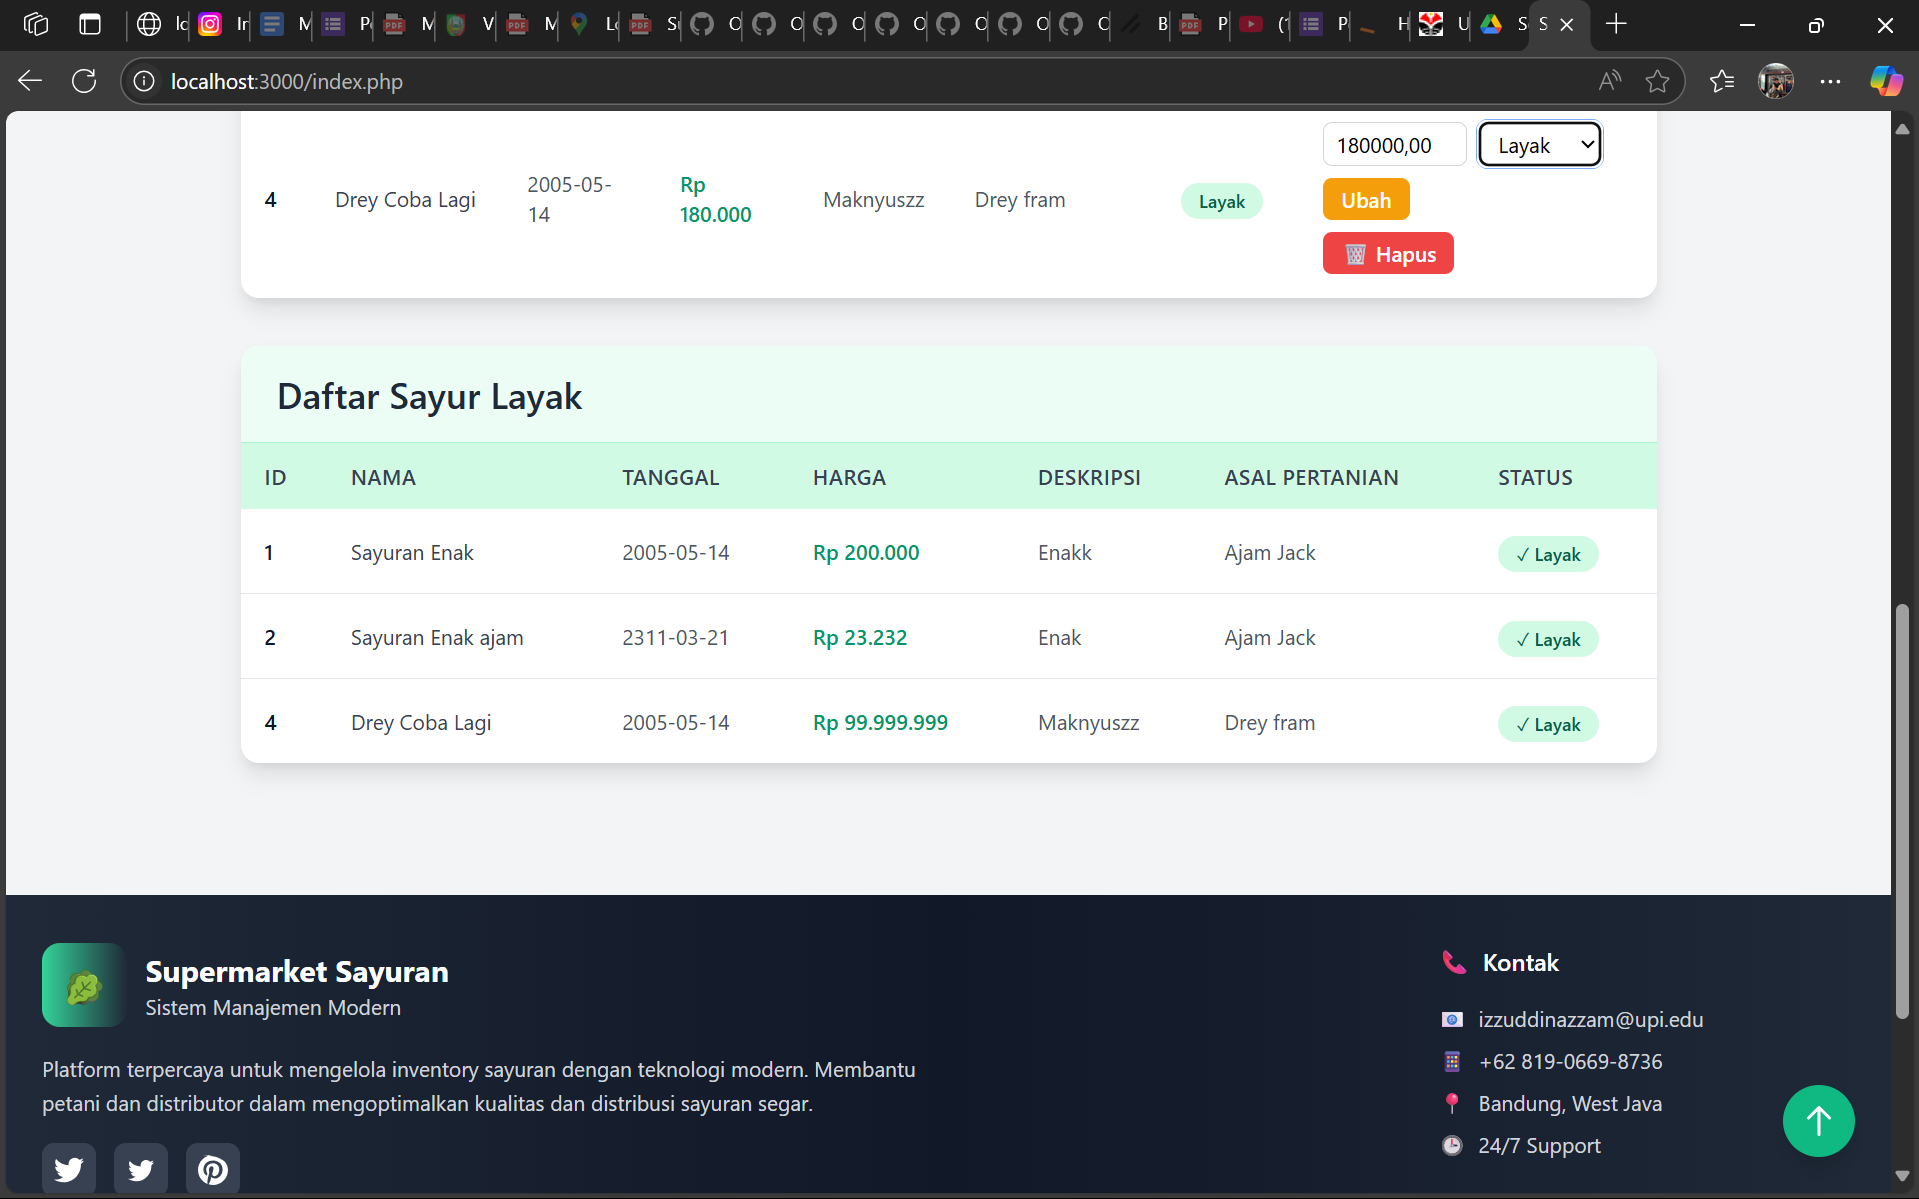 localhost:3000/index.php
180000,00
Layak
4
Drey Coba Lagi
2005-05-
14
Rp
180.000
Maknyuszz
Drey fram
Layak
Ubah
Hapus
Daftar Sayur Layak
ID NAMA TANGGAL HARGA DESKRIPSI ASAL PERTANIAN STATUS
1 Sayuran Enak 2005-05-14 Rp 200.000 Enakk Ajam Jack ✓ Layak
2 Sayuran Enak ajam 2311-03-21 Rp 23.232 Enak Ajam Jack ✓ Layak
4 Drey Coba Lagi 2005-05-14 Rp 99.999.999 Maknyuszz Drey fram ✓ Layak
Supermarket Sayuran
Sistem Manajemen Modern
Platform terpercaya untuk mengelola inventory sayuran dengan teknologi modern. Membantu
petani dan distributor dalam mengoptimalkan kualitas dan distribusi sayuran segar.
Kontak
izzuddinazzam@upi.edu
+62 819-0669-8736
Bandung, West Java
24/7 Support